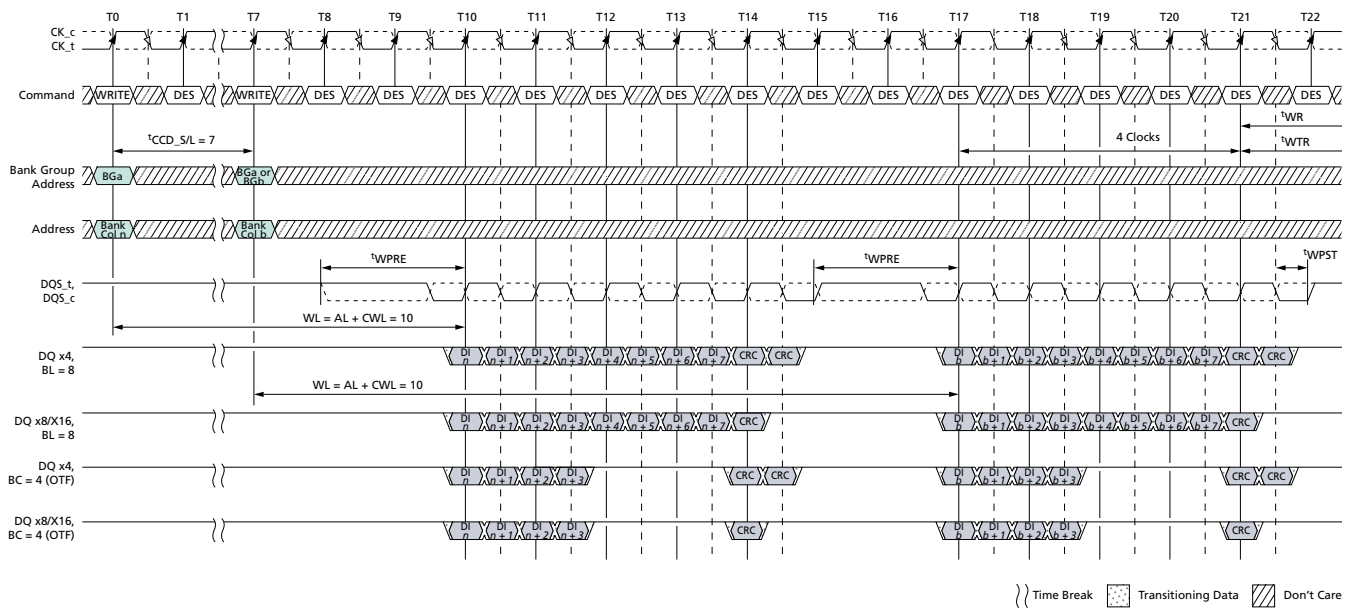 T0 T1 T7 T8 T9 T10 T11 T12 T13 T14 T15 T16 T17 T18 T19 T20 T21 T22
CK_c
CK_t
Command WRITE DES WRITE DES DES DES DES DES DES DES DES DES DES DES DES DES DES DES
tWR
tCCD_S/L = 7
4 Clocks
tWTR
Bank Group
Address
BGa
BGa or
BGb
Address
Bank
Col n
Bank
Col b
tWPRE
tWPRE
tWPST
DQS_t,
DQS_c
WL = AL + CWL = 10
DQ x4,
BL = 8
DI n DI n + 1 DI n + 2 DI n + 3 DI n + 4 DI n + 5 DI n + 6 DI n + 7 CRC CRC DI b DI b + 1 DI b + 2 DI b + 3 DI b + 4 DI b + 5 DI b + 6 DI b + 7 CRC CRC
WL = AL + CWL = 10
DQ x8/X16,
BL = 8
DI n DI n + 1 DI n + 2 DI n + 3 DI n + 4 DI n + 5 DI n + 6 DI n + 7 CRC DI b DI b + 1 DI b + 2 DI b + 3 DI b + 4 DI b + 5 DI b + 6 DI b + 7 CRC
DQ x4,
BC = 4 (OTF)
DI n DI n + 1 DI n + 2 DI n + 3 CRC CRC DI b DI b + 1 DI b + 2 DI b + 3 CRC CRC
DQ x8/X16,
BC = 4 (OTF)
DI n DI n + 1 DI n + 2 DI n + 3 CRC DI b DI b + 1 DI b + 2 DI b + 3 CRC
Time Break Transitioning Data Don't Care